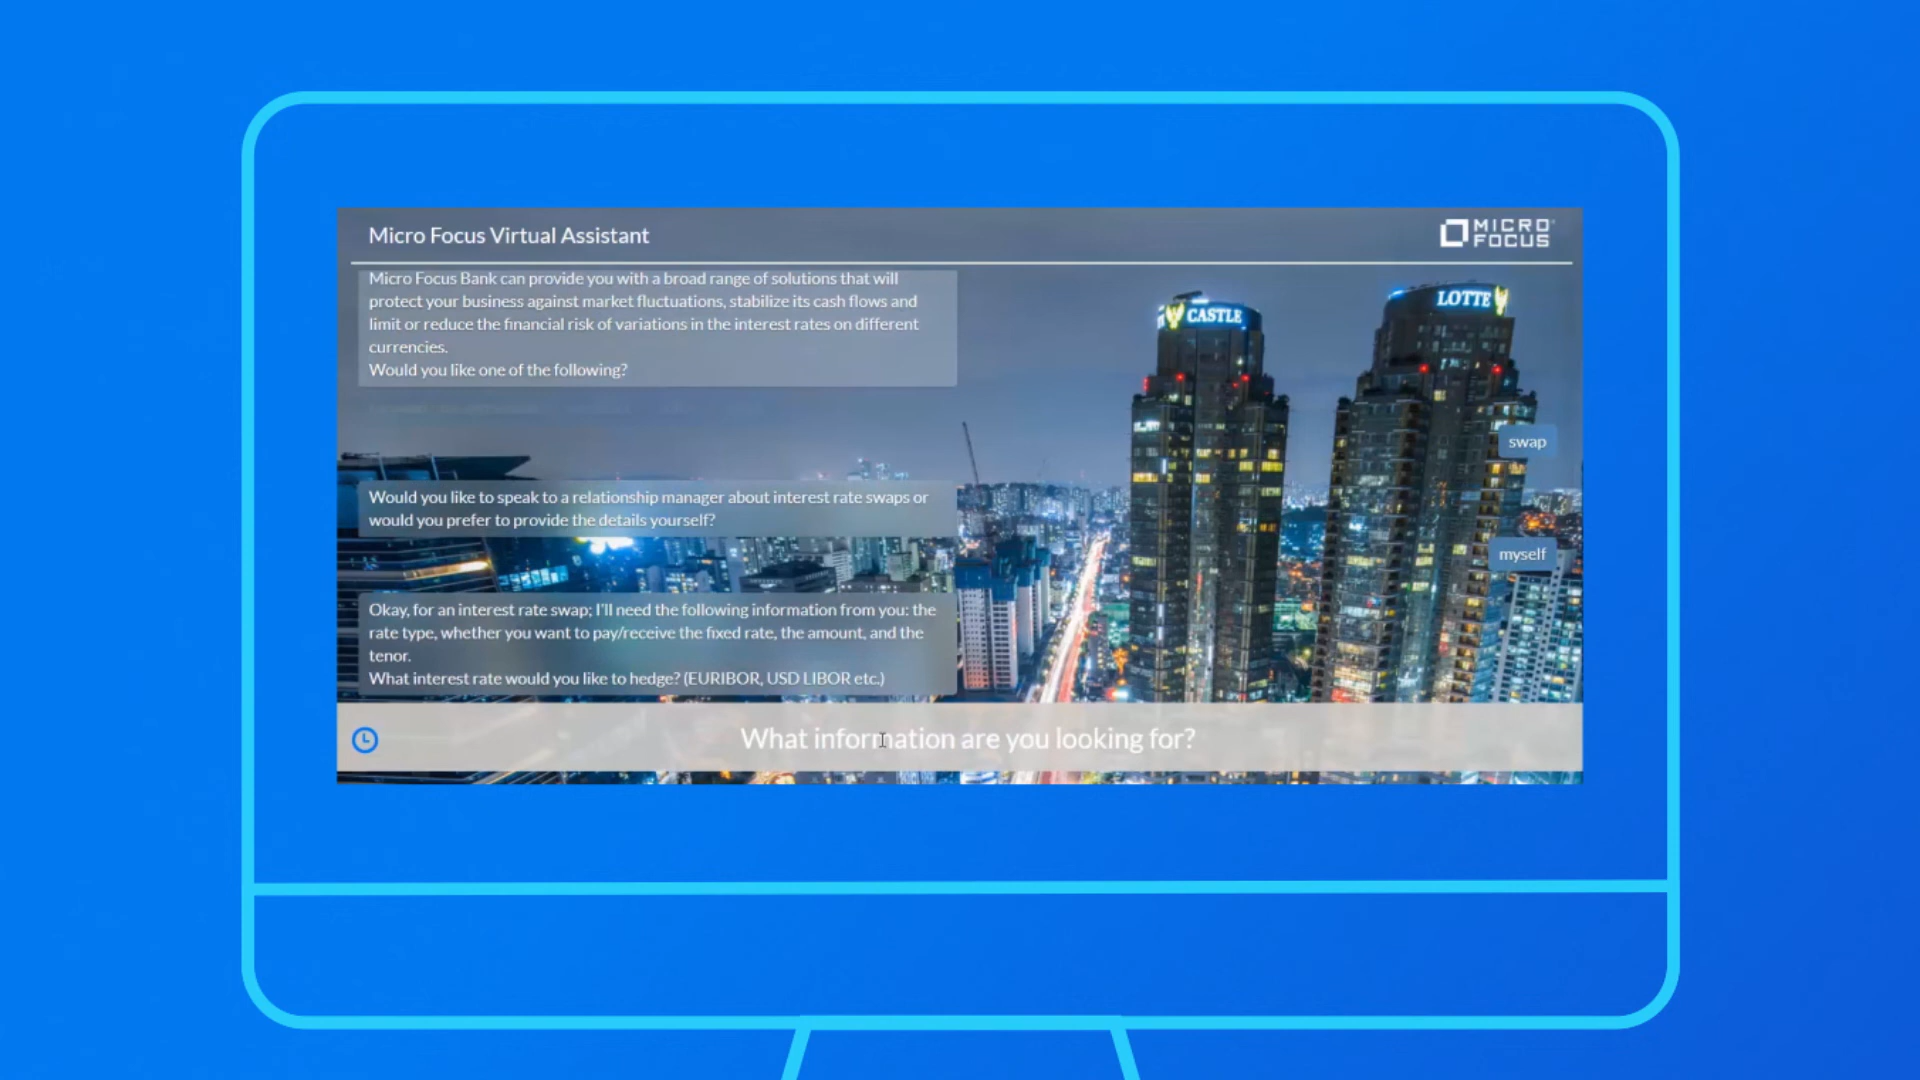 Micro Focus Virtual Assistant
MICRO
FOCUS
Micro Focus Bank can provide you with a broad range of solutions that will
protect your business against market fluctuations, stabilize its cash flows and
limit or reduce the financial risk of variations in the interest rates on different
currencies.
Would you like one of the following?
CASTLE
LOTTE
swap
Would you like to speak to a relationship manager about interest rate swaps or
would you prefer to provide the details yourself?
myself
Okay, for an interest rate swap; I'll need the following information from you: the
rate type, whether you want to pay/receive the fixed rate, the amount, and the
tenor.
What interest rate would you like to hedge? (EURIBOR, USD LIBOR etc.)
What information are you looking for?